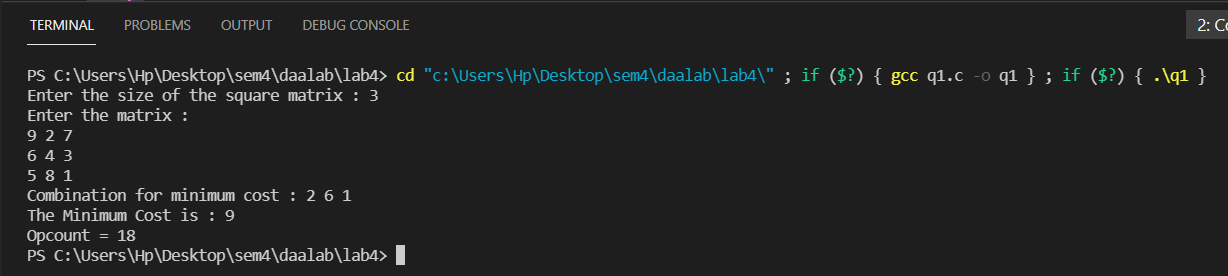 TERMINAL PROBLEMS OUTPUT DEBUG CONSOLE 2: Co
PS C:\Users\Hp\Desktop\sem4\daalab\lab4> cd "c:\Users\Hp\Desktop\sem4\daalab\lab4\" ; if ($?) { gcc q1.c -o q1 } ; if ($?) { .\q1 }
Enter the size of the square matrix : 3
Enter the matrix :
9 2 7
6 4 3
5 8 1
Combination for minimum cost : 2 6 1
The Minimum Cost is : 9
Opcount = 18
PS C:\Users\Hp\Desktop\sem4\daalab\lab4>